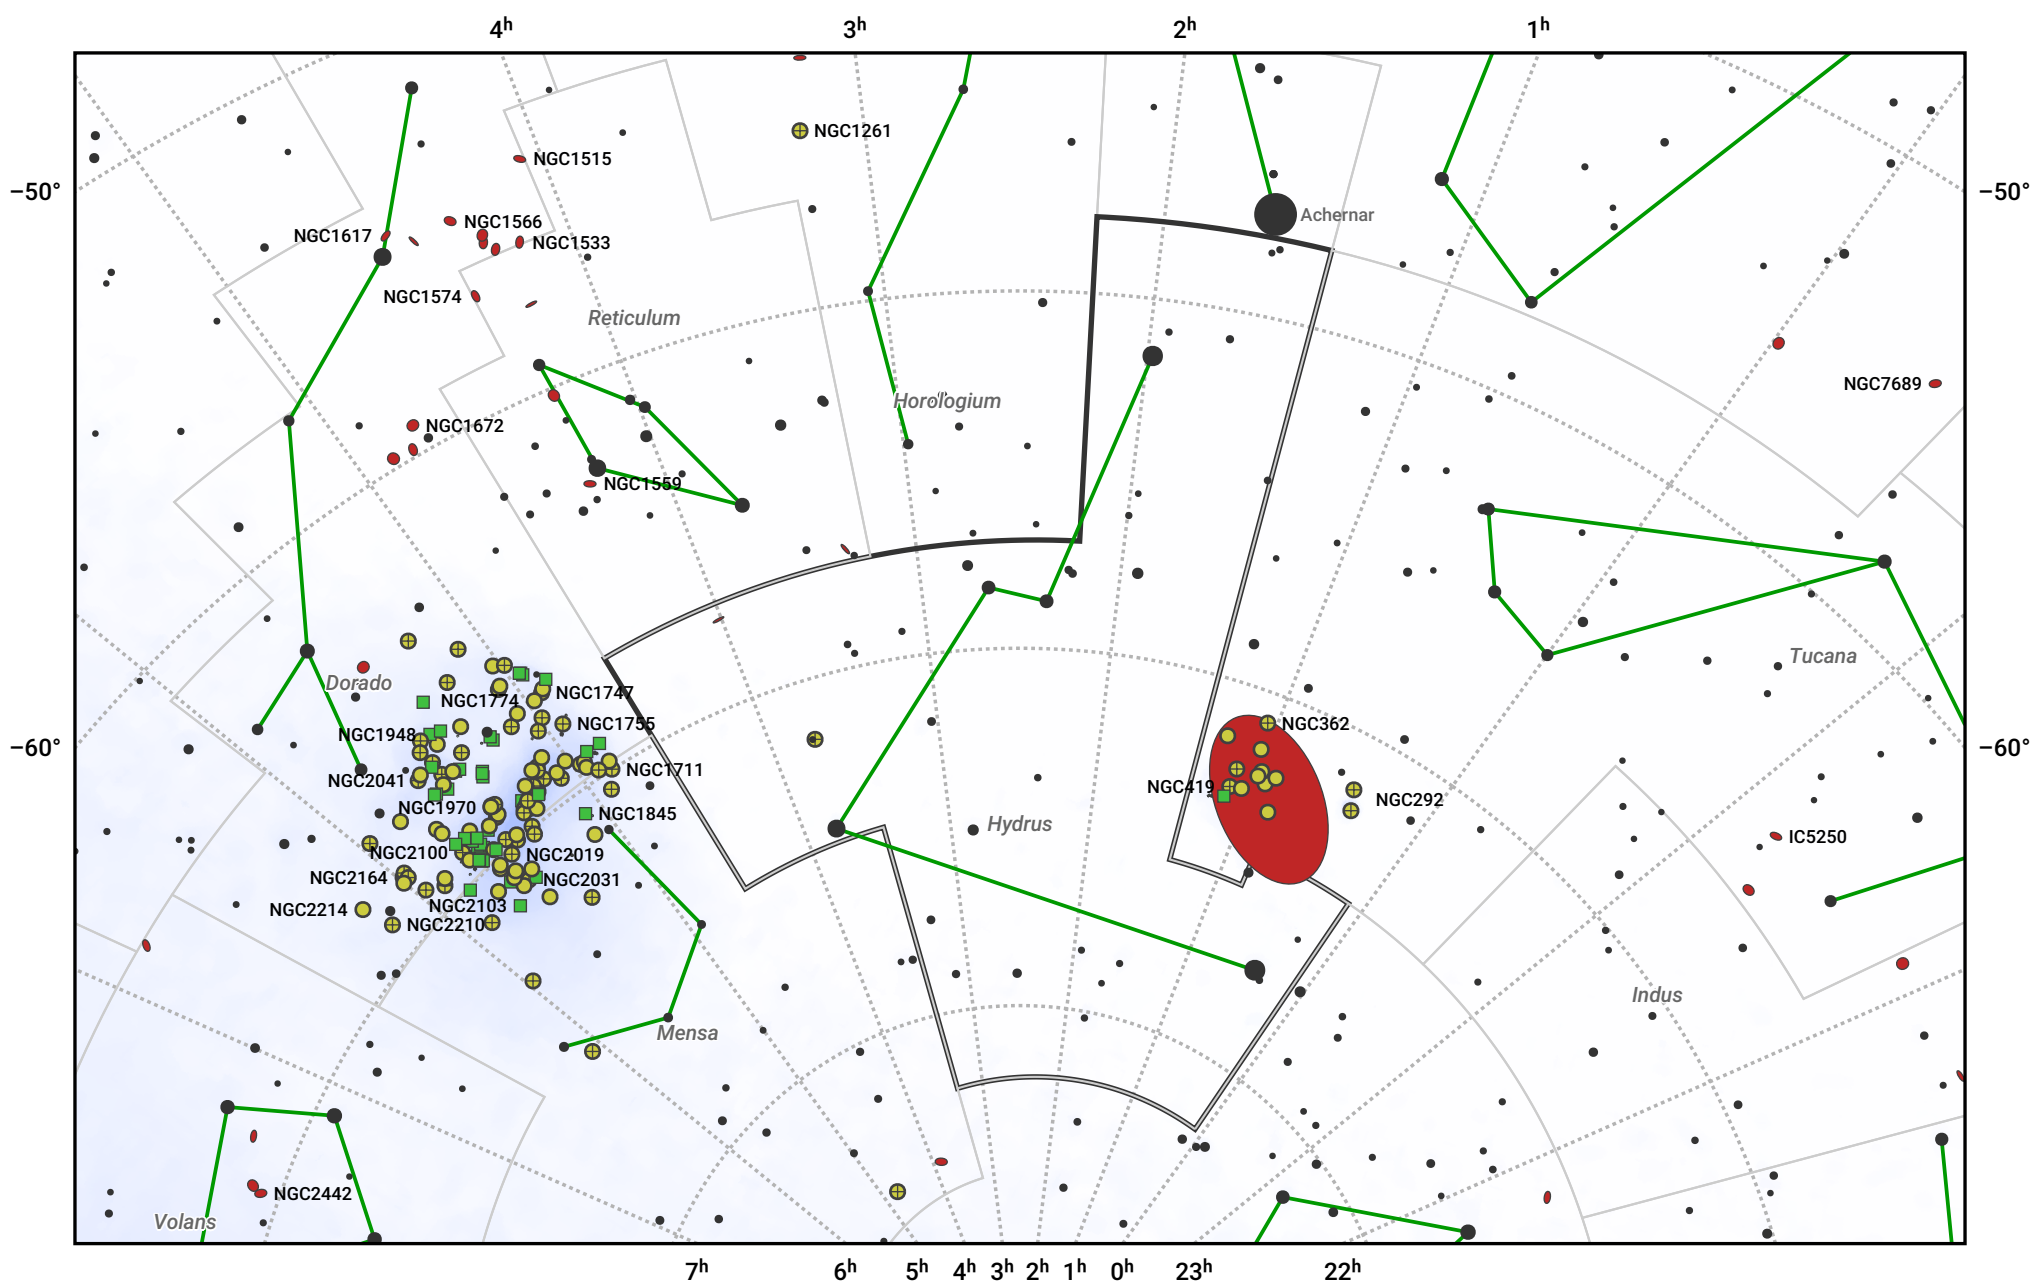 4h
3h
2h
1h
NGC1261
NGC1515
−50°
−50°
NGC1566
Achernar
NGC1617
NGC1533
NGC1574
Reticulum
NGC7689
Horologium
NGC1672
NGC1559
Tucana
Dorado
NGC1774
NGC1747
NGC1755
NGC362
NGC1948
−60°
−60°
NGC1711
NGC2041
NGC419
NGC292
NGC1970
NGC1845
Hydrus
IC5250
NGC2100
NGC2019
NGC2164
NGC2031
NGC2103
NGC2214
NGC2210
Indus
Mensa
NGC2442
Volans
7h
6h
5h
4h
3h
2h
1h
0h
23h
22h